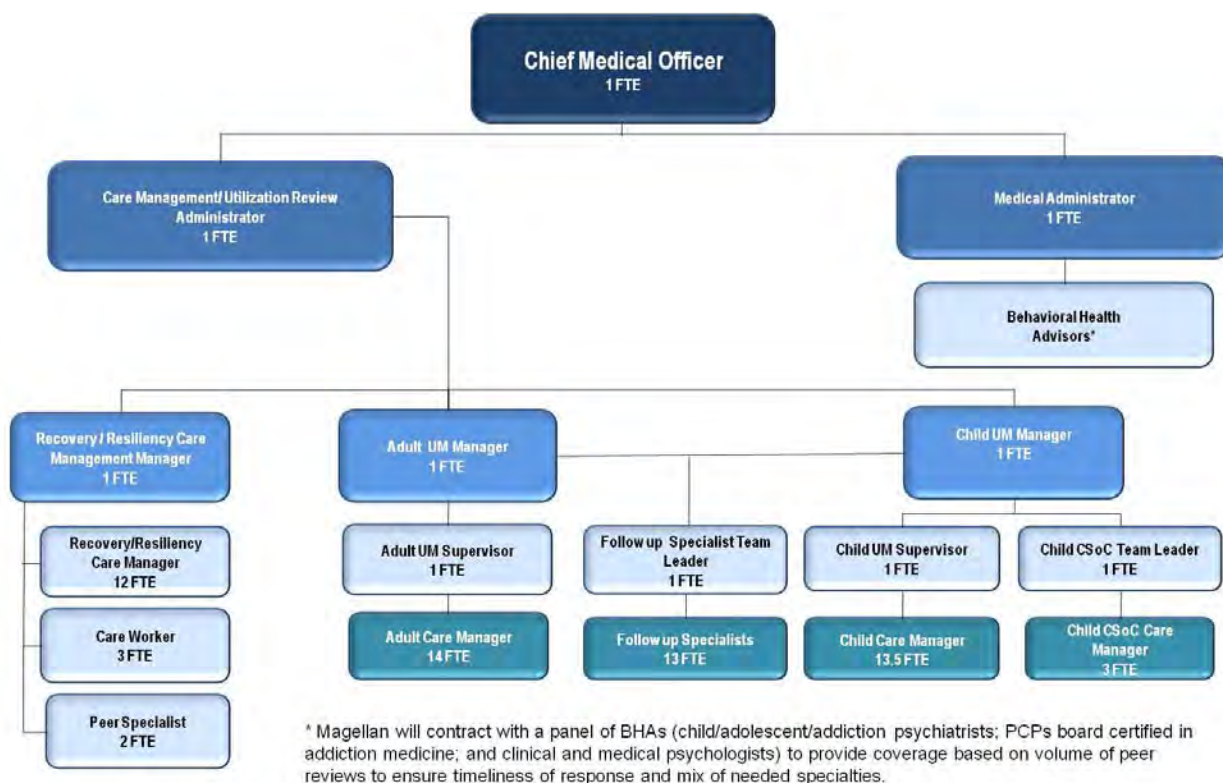 Chief Medical Officer
1 FTE
Care Management/ Utilization Review
Administrator
1 FTE
Medical Administrator
1 FTE
Behavioral Health
Advisors*
Recovery / Resiliency Care
Management Manager
1 FTE
Adult UM Manager
1 FTE
Child UM Manager
1 FTE
Recovery/Resiliency
Care Manager
12 FTE
Care Worker
3 FTE
Peer Specialist
2 FTE
Adult UM Supervisor
1 FTE
Adult Care Manager
14 FTE
Follow up Specialist Team
Leader
1 FTE
Follow up Specialists
13 FTE
Child UM Supervisor
1 FTE
Child Care Manager
13.5 FTE
Child CSoC Team Leader
1 FTE
Child CSoC Care
Manager
3 FTE
* Magellan will contract with a panel of BHAs (child/adolescent/addiction psychiatrists; PCPs board certified in
addiction medicine; and clinical and medical psychologists) to provide coverage based on volume of peer
reviews to ensure timeliness of response and mix of needed specialties.